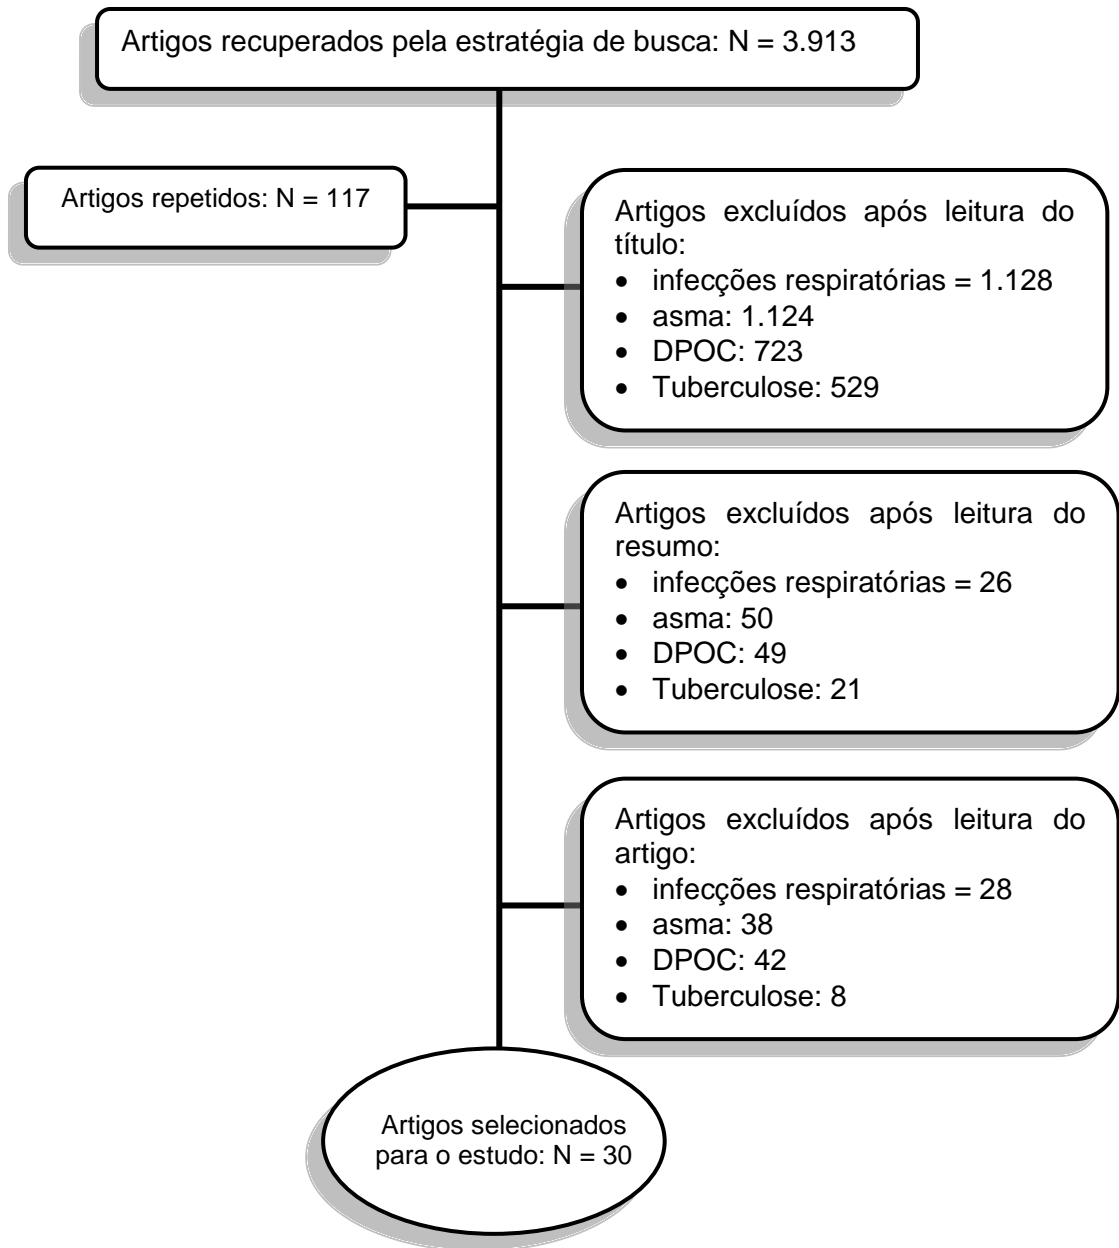 Artigos recuperados pela estratégia de busca: N = 3.913
Artigos repetidos: N = 117
Artigos excluídos após leitura do
título:
• infecções respiratórias = 1.128
• asma: 1.124
• DPOC: 723
• Tuberculose: 529
Artigos excluídos após leitura do
resumo:
• infecções respiratórias = 26
• asma: 50
• DPOC: 49
• Tuberculose: 21
Artigos excluídos após leitura do
artigo:
• infecções respiratórias = 28
• asma: 38
• DPOC: 42
• Tuberculose: 8
Artigos selecionados
para o estudo: N = 30